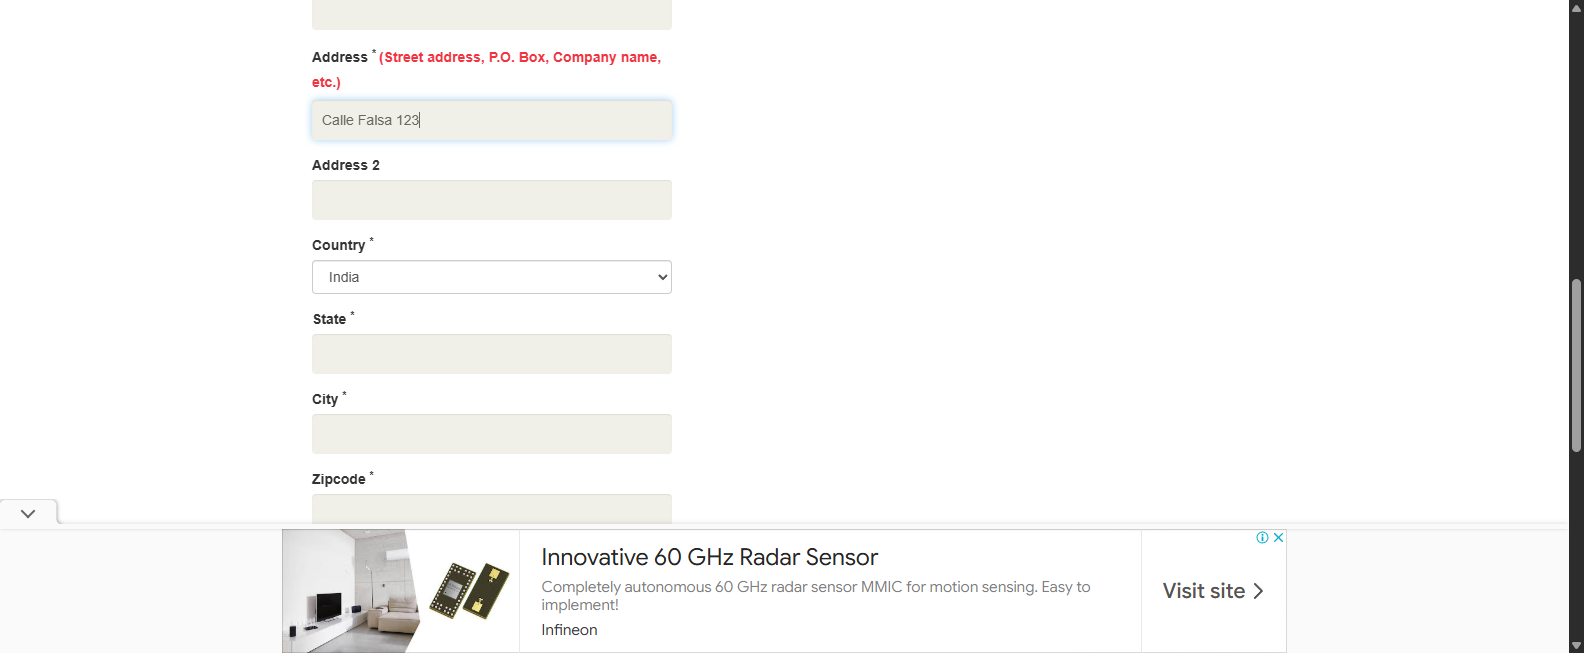 Address * (Street address, P.O. Box, Company name,
etc.)
Calle Falsa 123
Address 2
Country *
India
State *
City *
Zipcode *
Innovative 60 GHz Radar Sensor
Completely autonomous 60 GHz radar sensor MMIC for motion sensing. Easy to
implement!
Infineon
Visit site